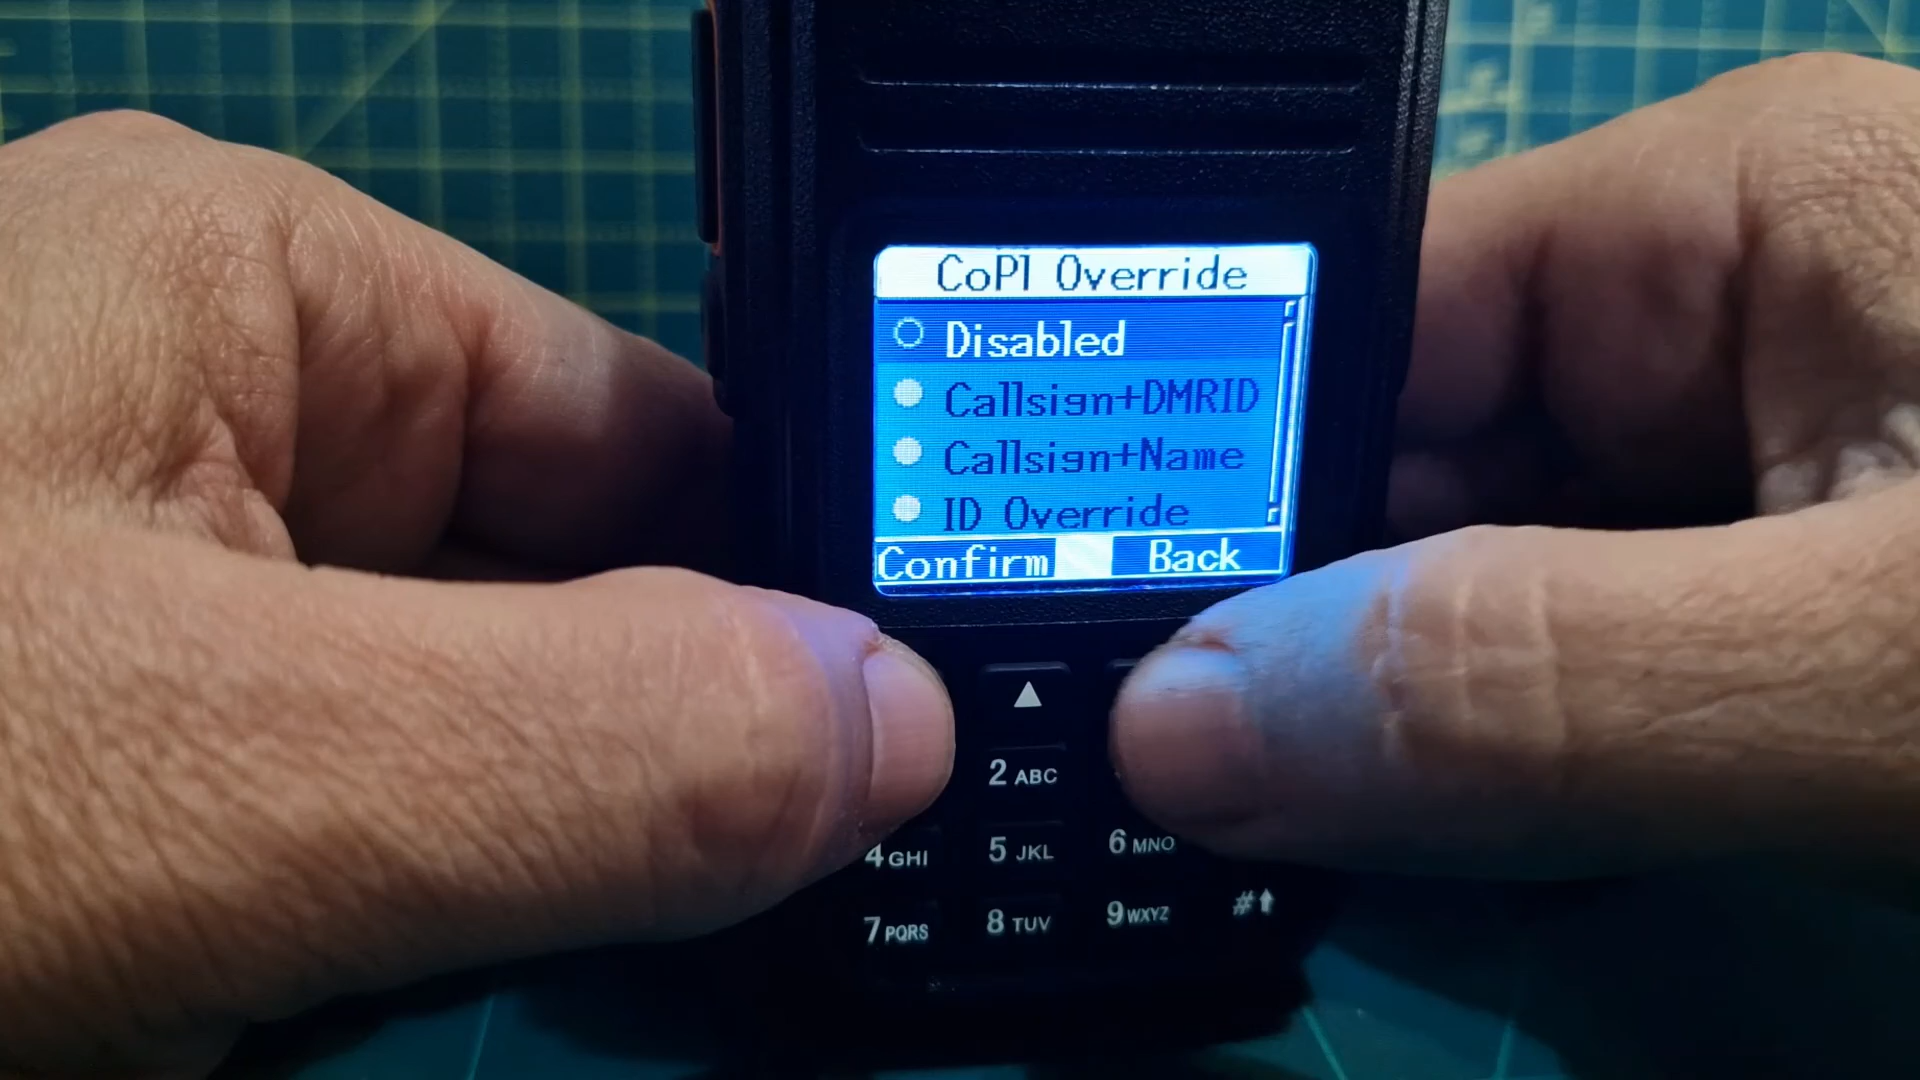 CoPl Override
Disabled
Callsign+DMRID
Callsign+Name
ID Override
Confirm Back
2 ABC
4 GHI 5 JKL 6 MNO
7 PQRS 8 TUV 9 WXYZ #